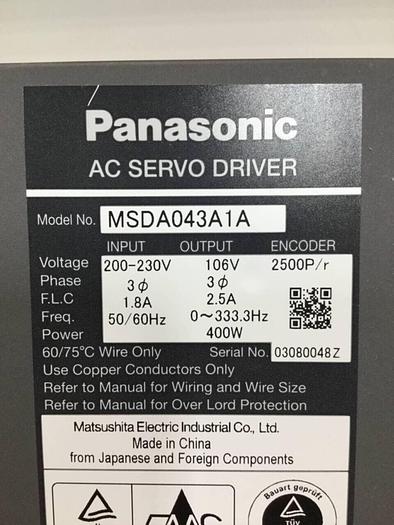 Panasonic
AC SERVO DRIVER
Model No. MSDA043A1A
INPUT OUTPUT ENCODER
Voltage 200-230V 106V 2500P/r
Phase 3ϕ 3ϕ
F.L.C 1.8A 2.5A
Freq. 50/60Hz 0～333.3Hz
Power 400W
60/75°C Wire Only Serial No. 03080048Z
Use Copper Conductors Only
Refer to Manual for Wiring and Wire Size
Refer to Manual for Over Lord Protection
Matsushita Electric Industrial Co., Ltd.
Made in China
from Japanese and Foreign Components
Bauart geprüft
TÜV